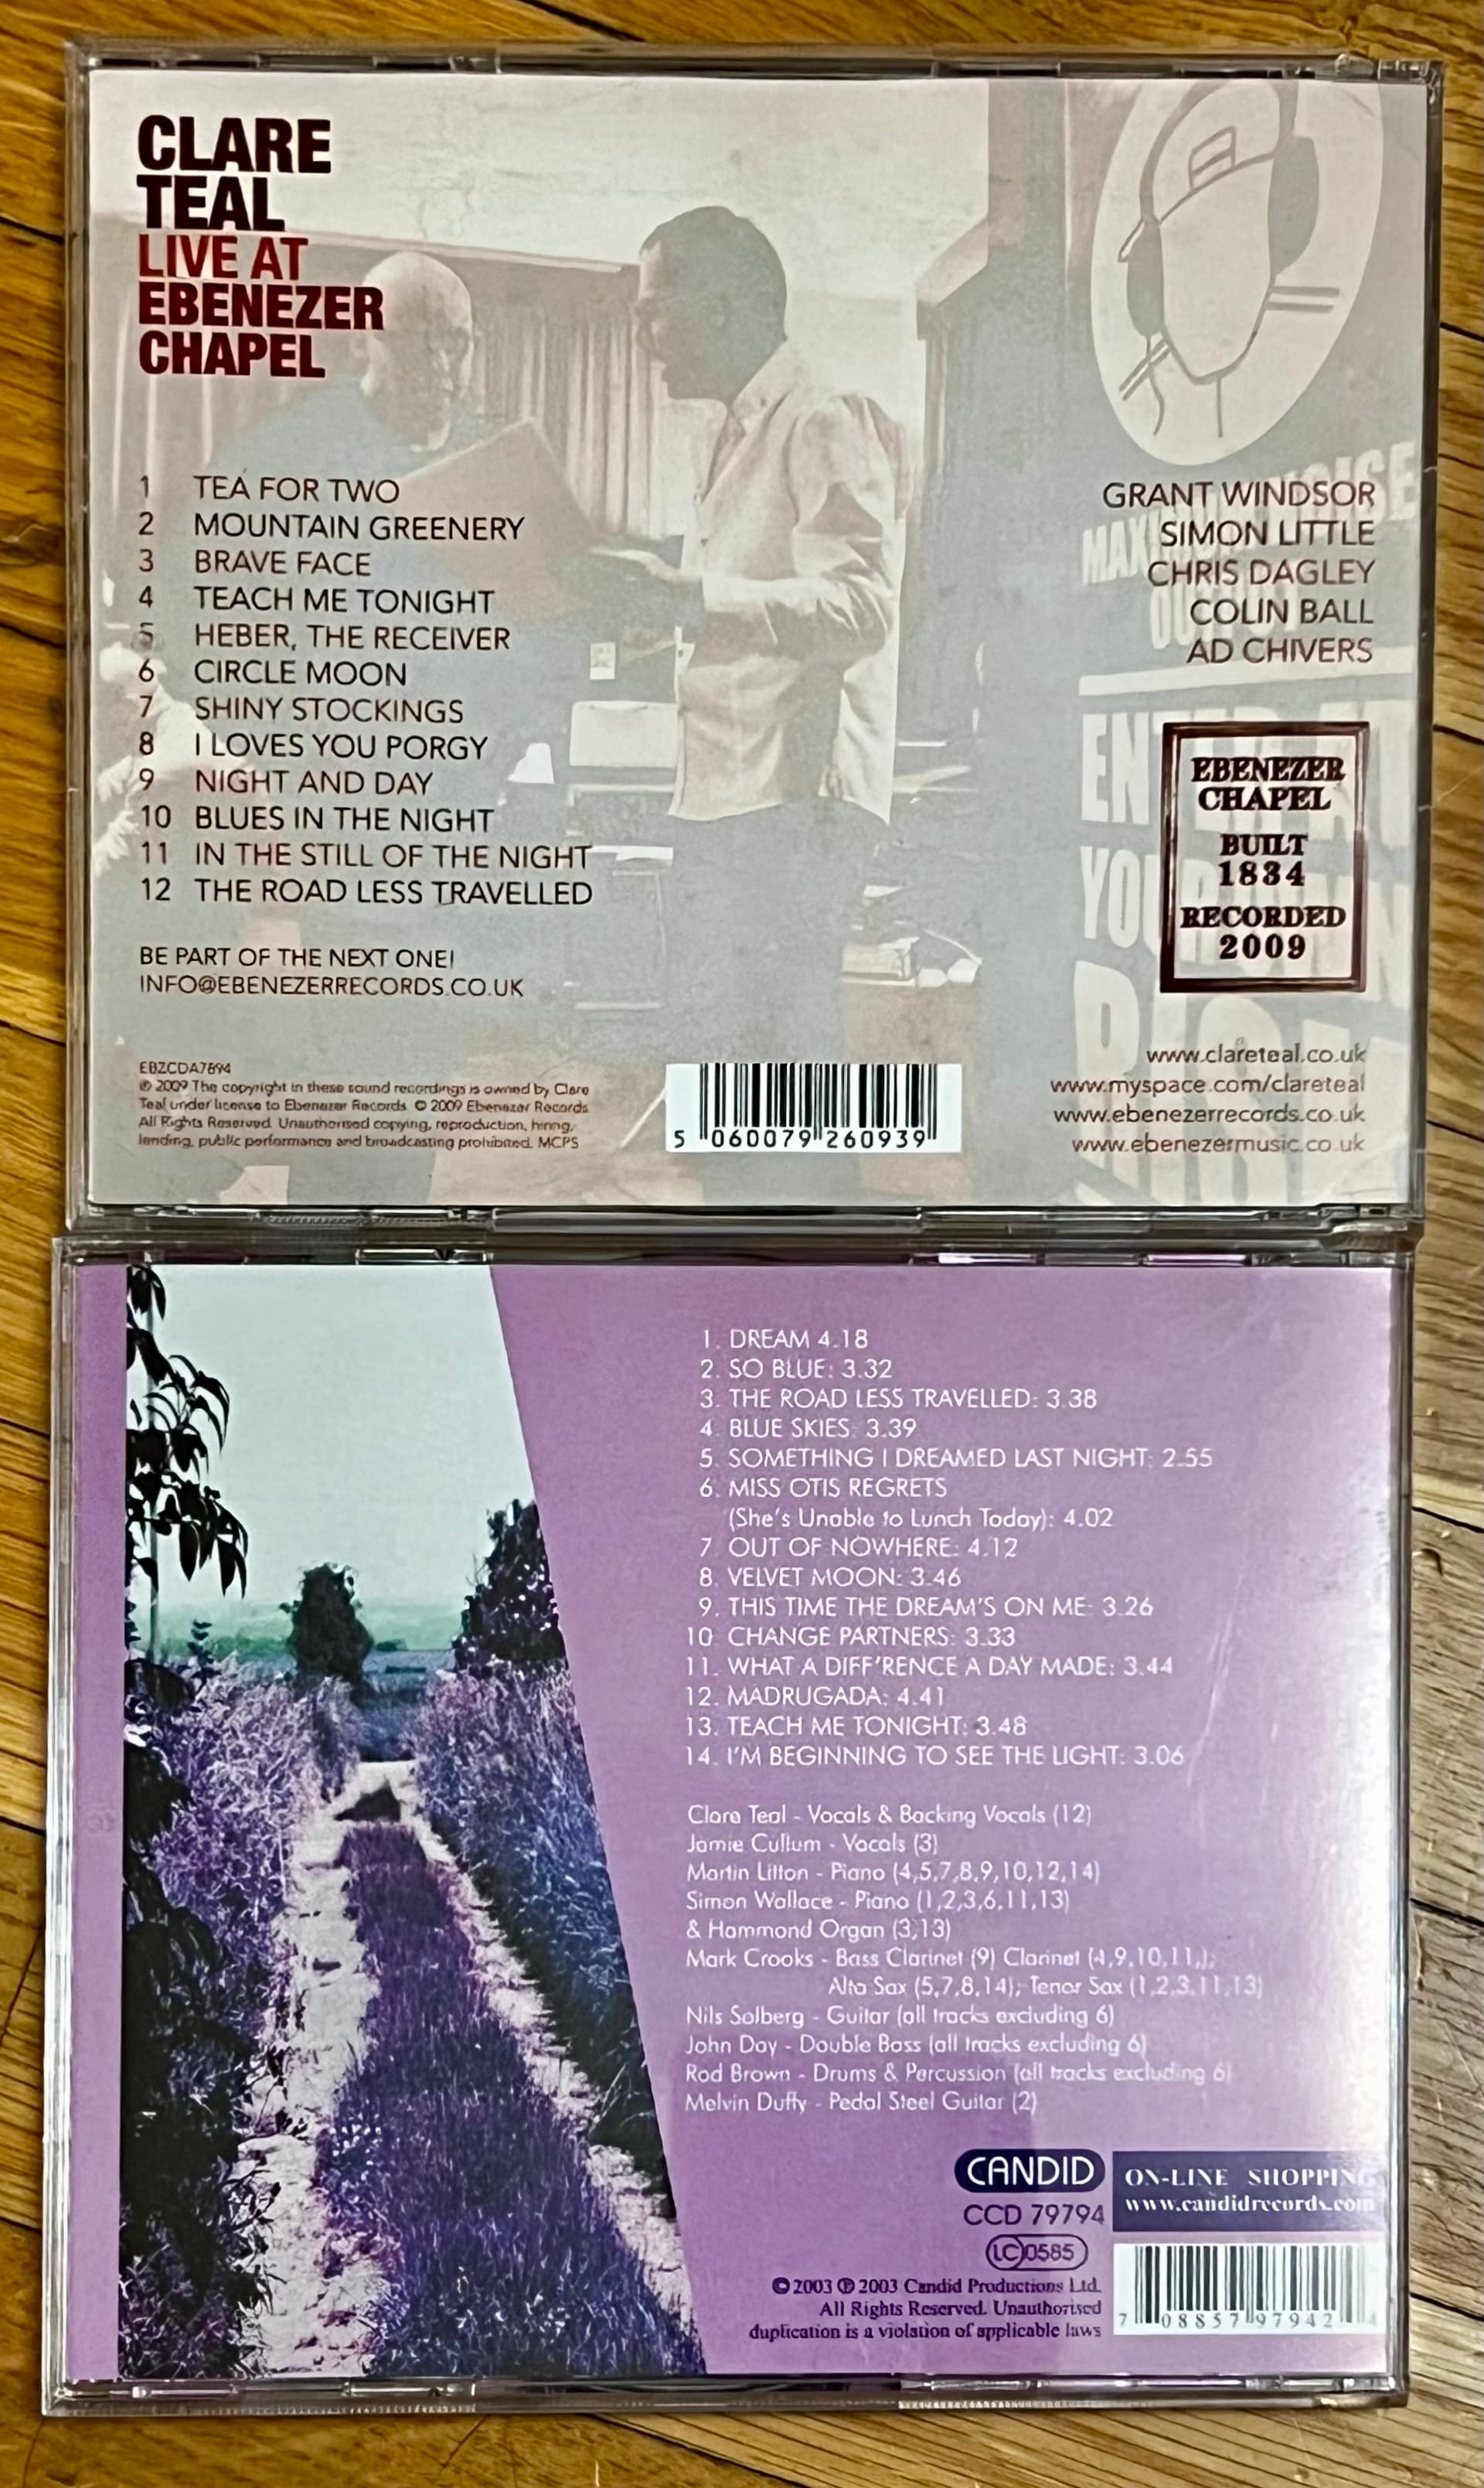 CLARE
TEAL
LIVE AT
EBENEZER
CHAPEL
1 TEA FOR TWO
2 MOUNTAIN GREENERY
3 BRAVE FACE
4 TEACH ME TONIGHT
5 HEBER, THE RECEIVER
6 CIRCLE MOON
7 SHINY STOCKINGS
8 I LOVES YOU PORGY
9 NIGHT AND DAY
10 BLUES IN THE NIGHT
11 IN THE STILL OF THE NIGHT
12 THE ROAD LESS TRAVELLED
BE PART OF THE NEXT ONE!
INFO@EBENEZERRECORDS.CO.UK
EBZCDA7894
℗ 2009 The copyright in these sound recordings is owned by Clare
Teal under license to Ebenezer Records © 2009 Ebenezer Records
All Rights Reserved. Unauthorised copying, reproduction, hiring,
lending, public performance and broadcasting prohibited. MCPS
5 060079 260939
GRANT WINDSOR
SIMON LITTLE
CHRIS DAGLEY
COLIN BALL
AD CHIVERS
EBENEZER
CHAPEL
BUILT
1834
RECORDED
2009
www.clareteal.co.uk
www.myspace.com/clareteal
www.ebenezerrecords.co.uk
www.ebenezermusic.co.uk
1. DREAM 4.18
2. SO BLUE: 3.32
3. THE ROAD LESS TRAVELLED: 3.38
4. BLUE SKIES: 3.39
5. SOMETHING I DREAMED LAST NIGHT: 2.55
6. MISS OTIS REGRETS
(She's Unable to Lunch Today): 4.02
7. OUT OF NOWHERE: 4.12
8. VELVET MOON: 3.46
9. THIS TIME THE DREAM'S ON ME: 3.26
10. CHANGE PARTNERS: 3.33
11. WHAT A DIFF'RENCE A DAY MADE: 3.44
12. MADRUGADA: 4.41
13. TEACH ME TONIGHT: 3.48
14. I'M BEGINNING TO SEE THE LIGHT: 3.06
Clare Teal - Vocals & Backing Vocals (12)
Jamie Cullum - Vocals (3)
Martin Litton - Piano (4,5,7,8,9,10,12,14)
Simon Wallace - Piano (1,2,3,6,11,13)
& Hammond Organ (3,13)
Mark Crooks - Bass Clarinet (9) Clarinet (4,9,10,11,);
Alto Sax (5,7,8,14); Tenor Sax (1,2,3,11,13)
Nils Solberg - Guitar (all tracks excluding 6)
John Day - Double Bass (all tracks excluding 6)
Rod Brown - Drums & Percussion (all tracks excluding 6)
Melvin Duffy - Pedal Steel Guitar (2)
CANDID
CCD 79794
LC 0585
ON-LINE SHOPPING
www.candidrecords.com
© 2003 ℗ 2003 Candid Productions Ltd.
All Rights Reserved. Unauthorised
duplication is a violation of applicable laws
7 08857 97942 4